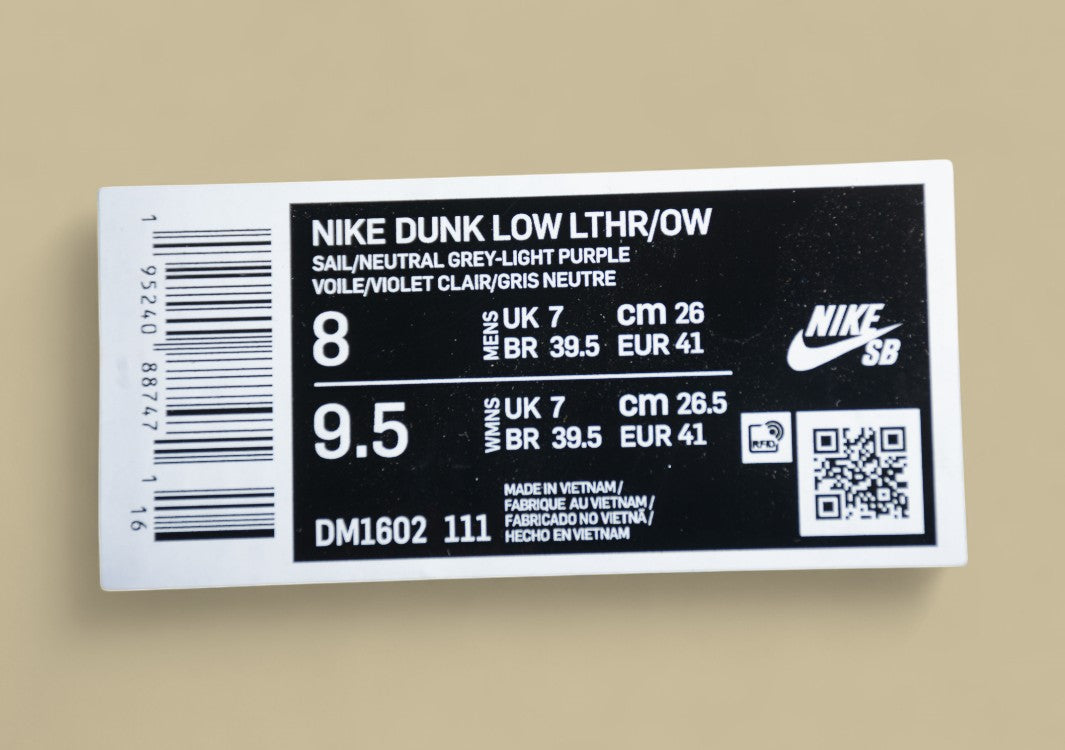 NIKE DUNK LOW LTHR/OW
SAIL/NEUTRAL GREY-LIGHT PURPLE
VOILE/VIOLET CLAIR/GRIS NEUTRE
8 MENS UK 7 cm 26
BR 39.5 EUR 41
9.5 WMNS UK 7 cm 26.5
BR 39.5 EUR 41
NIKE
SB
RFID
MADE IN VIETNAM /
FABRIQUE AU VIETNAM /
FABRICADO NO VIETNÃ /
HECHO EN VIETNAM
DM1602 111
1 95240 88747 1 16